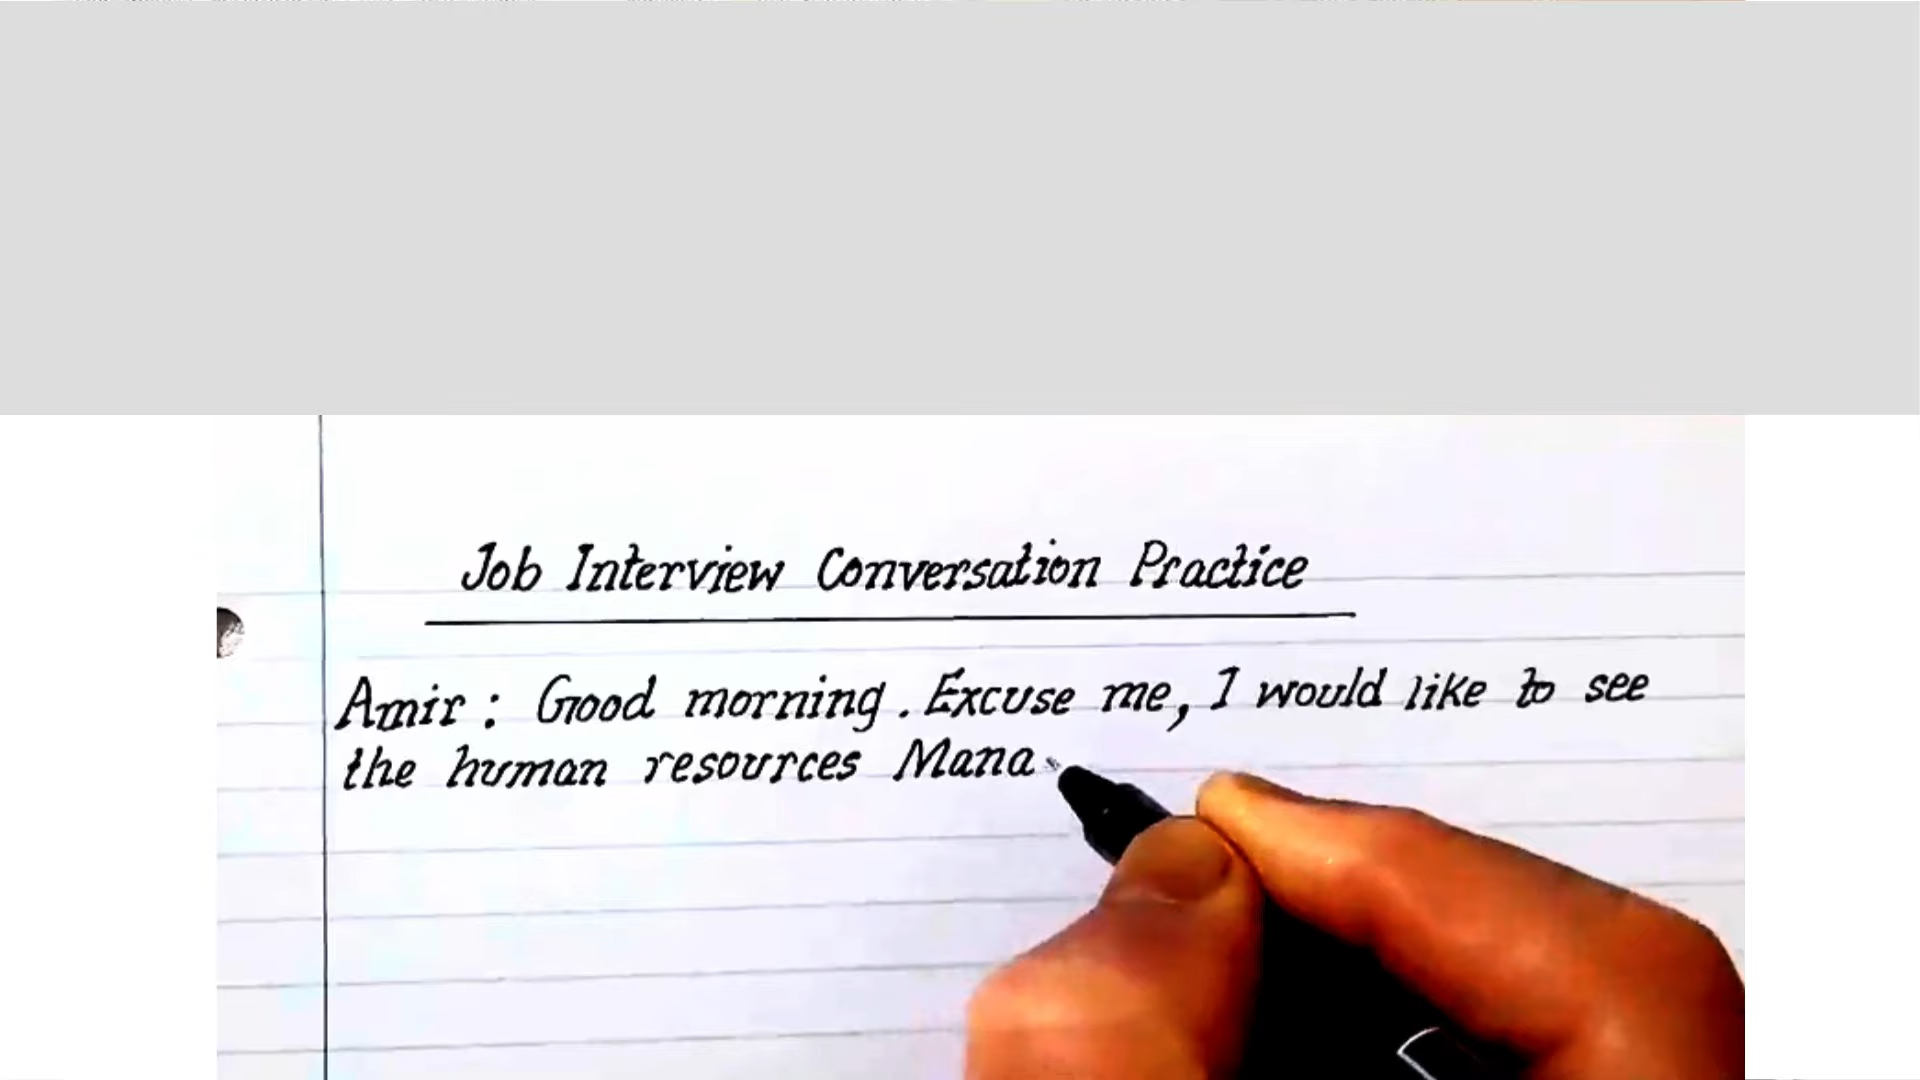 Job Interview Conversation Practice
Amir : Good morning . Excuse me, I would like to see
the human resources Mana